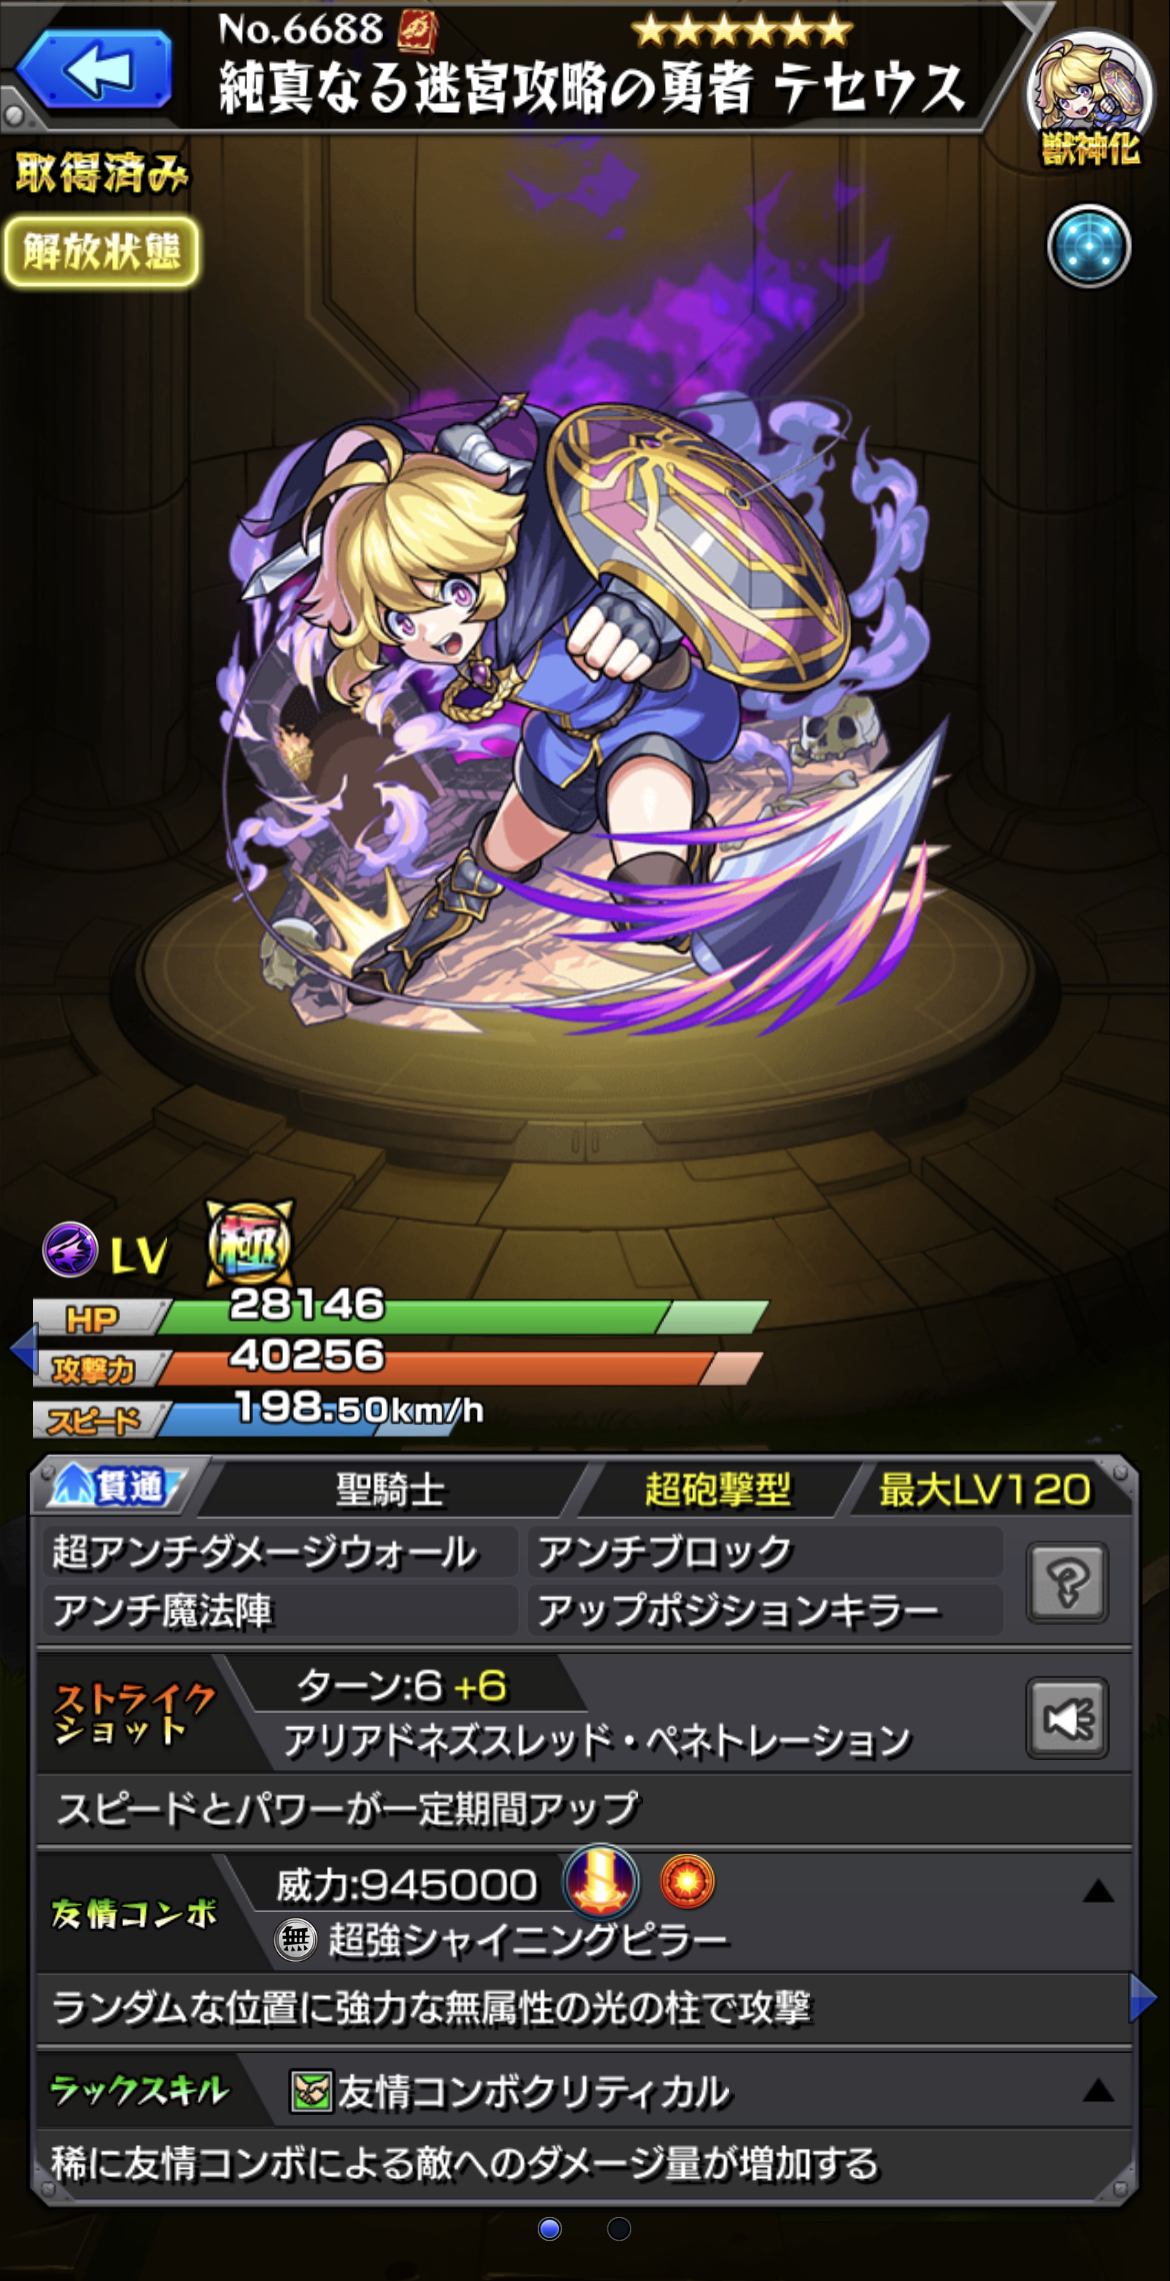 No.6688
純真なる迷宮攻略の勇者 テセウス
獣神化
取得済み
解放状態
LV 極
HP 28146
攻撃力 40256
スピード 198.50km/h
貫通 聖騎士 超砲撃型 最大LV120
超アンチダメージウォール アンチブロック
アンチ魔法陣 アップポジションキラー
ストライクショット ターン:6 +6
アリアドネズスレッド・ペネトレーション
スピードとパワーが一定期間アップ
友情コンボ 威力:945000
無 超強シャイニングピラー
ランダムな位置に強力な無属性の光の柱で攻撃
ラックスキル 友情コンボクリティカル
稀に友情コンボによる敵へのダメージ量が増加する